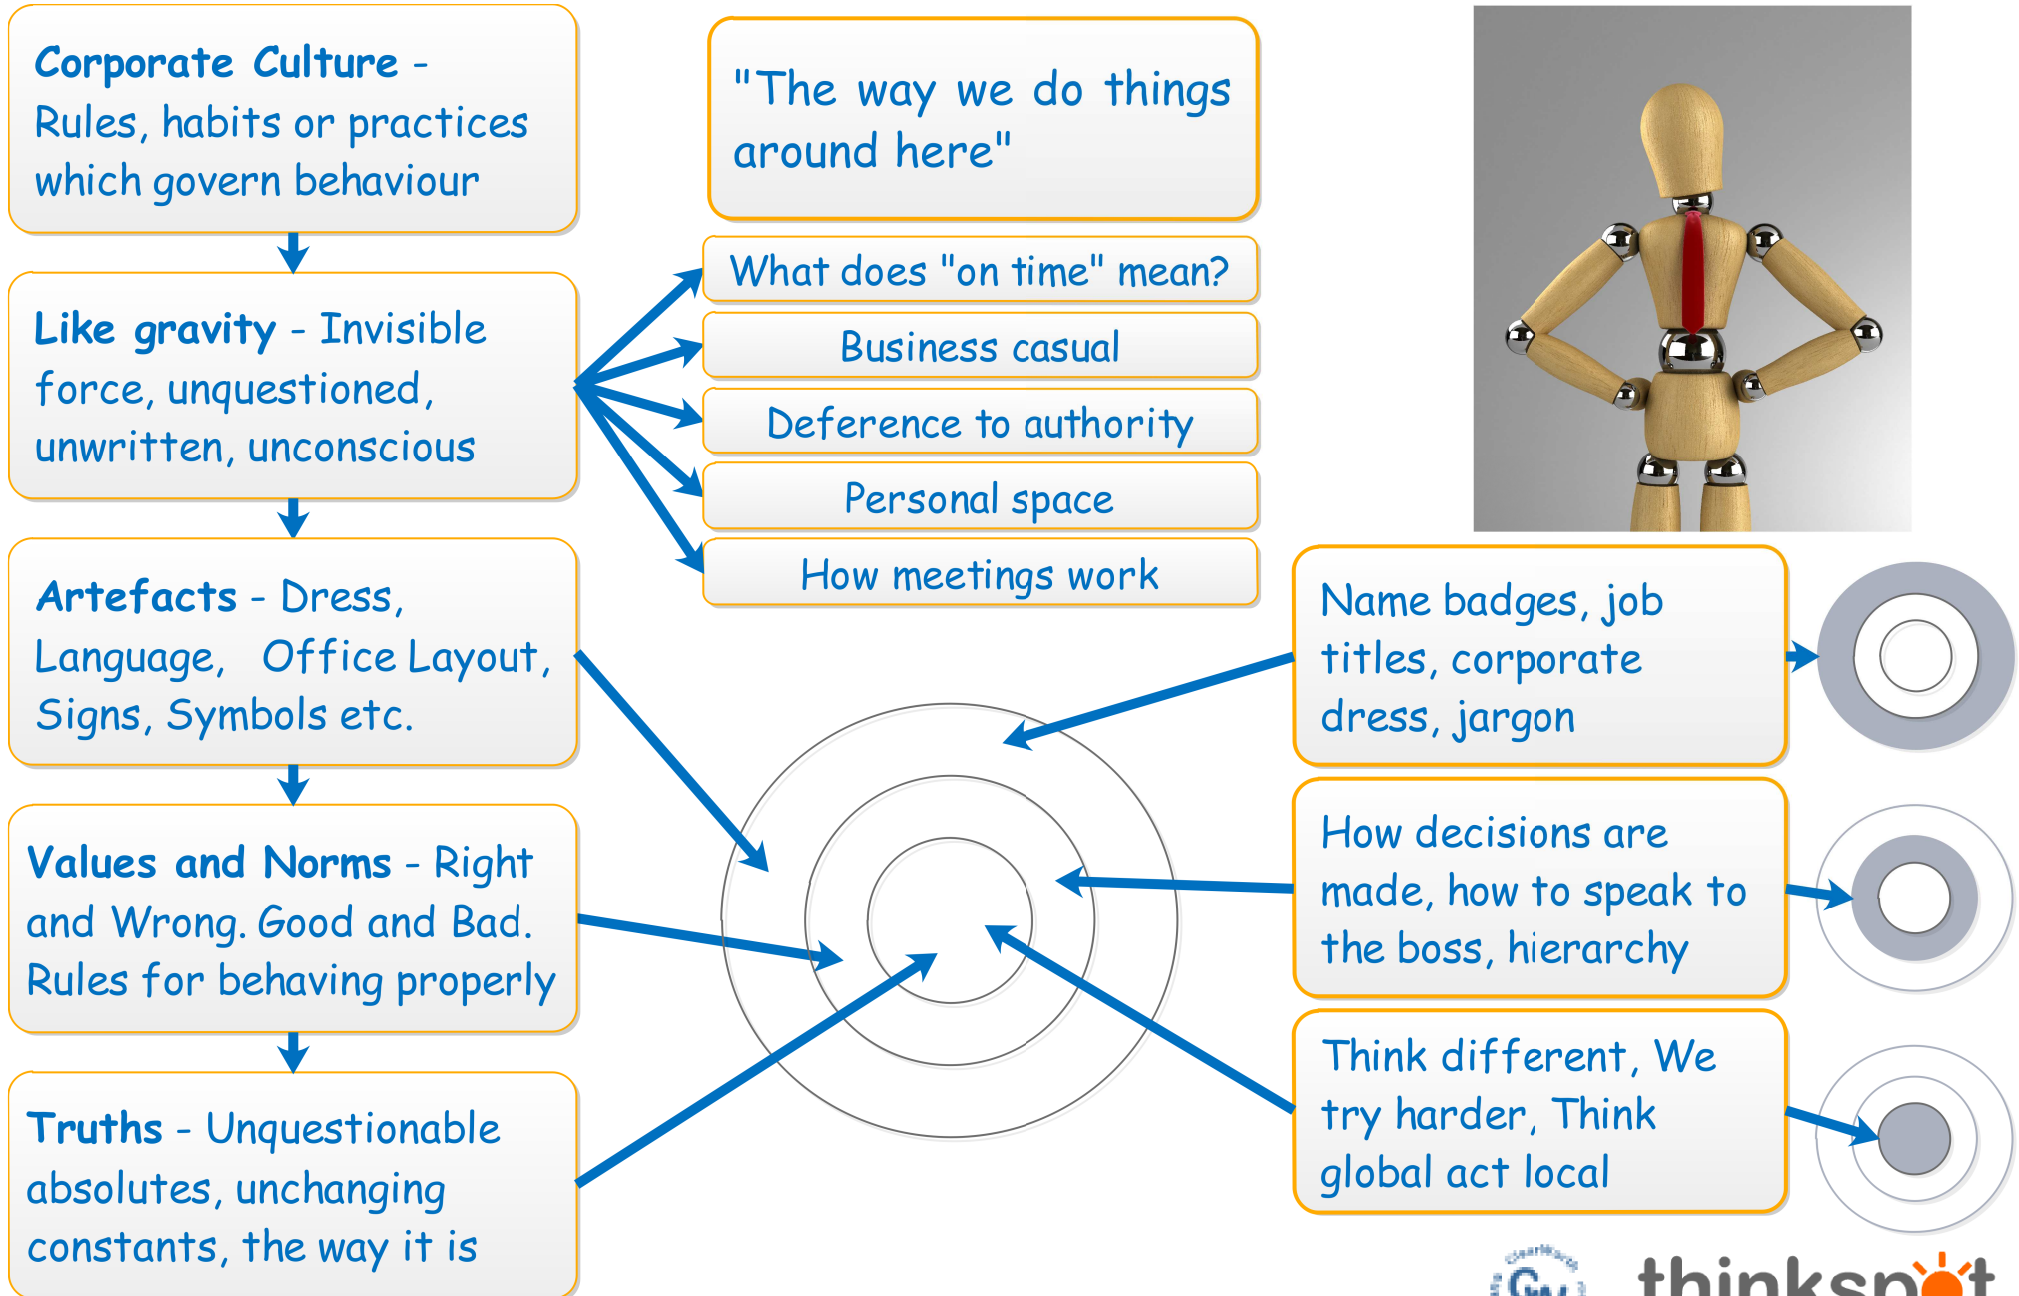 Corporate Culture -
Rules, habits or practices
which govern behaviour
"The way we do things
around here"
Like gravity - Invisible
force, unquestioned,
unwritten, unconscious
What does "on time" mean?
Business casual
Deference to authority
Personal space
How meetings work
Artefacts - Dress,
Language, Office Layout,
Signs, Symbols etc.
Values and Norms - Right
and Wrong. Good and Bad.
Rules for behaving properly
Truths - Unquestionable
absolutes, unchanging
constants, the way it is
Name badges, job
titles, corporate
dress, jargon
How decisions are
made, how to speak to
the boss, hierarchy
Think different, We
try harder, Think
global act local
thinkspot